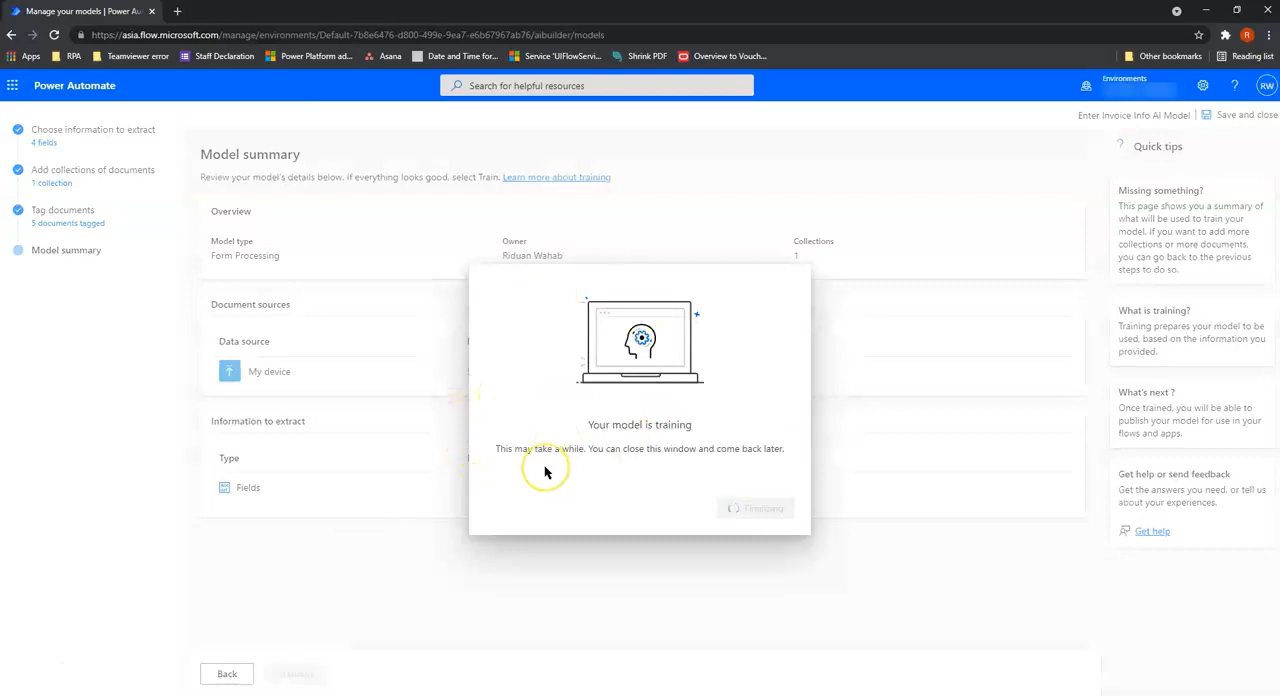 Manage your models | Power Au
https://asia.flow.microsoft.com/manage/environments/Default-7b8e6476-d800-499e-9ea7-e6b67967ab76/aibuilder/models
Apps RPA Teamviewer error Staff Declaration Power Platform ad... Asana Date and Time for... Service 'UIFlowServi... Shrink PDF Overview to Vouch... Other bookmarks Reading list
Power Automate
Search for helpful resources
Environments
RW
Enter Invoice Info AI Model
Save and close
Choose information to extract
4 fields
Add collections of documents
1 collection
Tag documents
5 documents tagged
Model summary
Model summary
Review your model's details below. If everything looks good, select Train. Learn more about training
Overview
Model type Owner Collections
Form Processing Riduan Wahab 1
Document sources
Data source
My device
Information to extract
Type
Fields
Your model is training
This may take a while. You can close this window and come back later.
Finalizing
Back
Quick tips
Missing something?
This page shows you a summary of
what will be used to train your
model. If you want to add more
collections or more documents,
you can go back to the previous
steps to do so.
What is training?
Training prepares your model to be
used, based on the information you
provided.
What's next ?
Once trained, you will be able to
publish your model for use in your
flows and apps.
Get help or send feedback
Get the answers you need, or tell us
about your experiences.
Get help